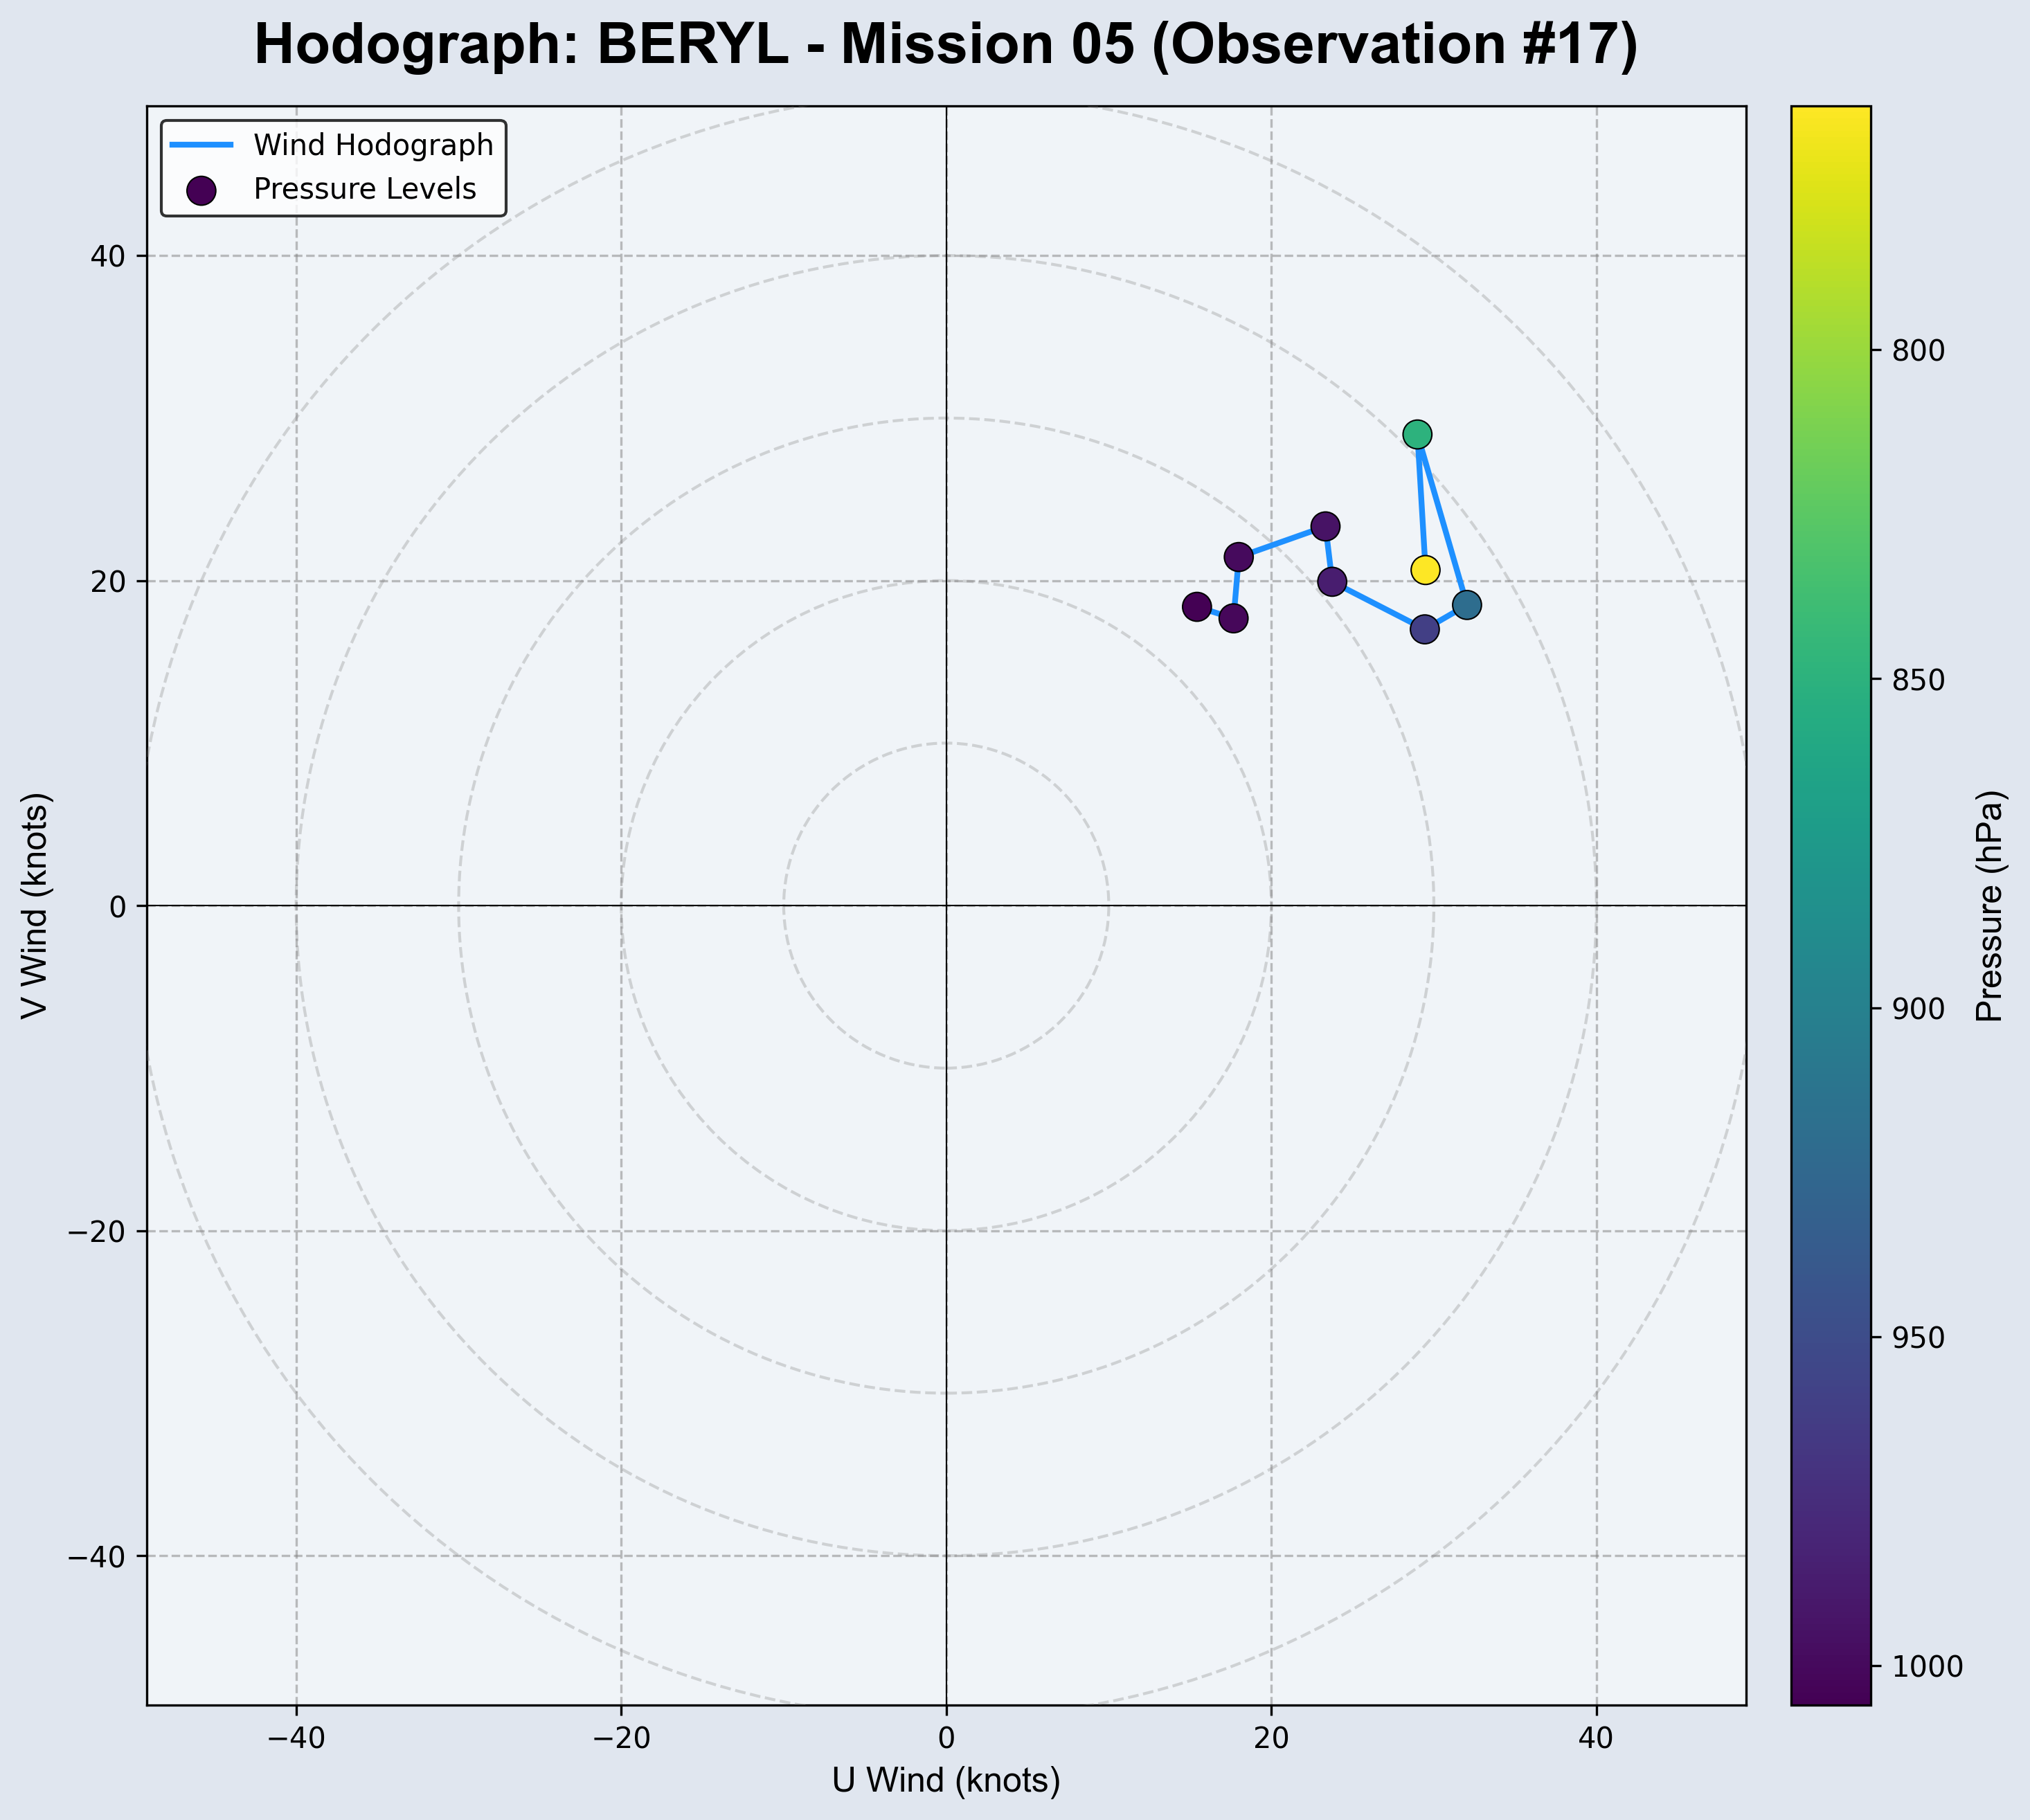 Hodograph: BERYL - Mission 05 (Observation #17)
Wind Hodograph
Pressure Levels
40
20
0
−20
−40
V Wind (knots)
−40
−20
0
20
40
U Wind (knots)
800
850
900
950
1000
Pressure (hPa)